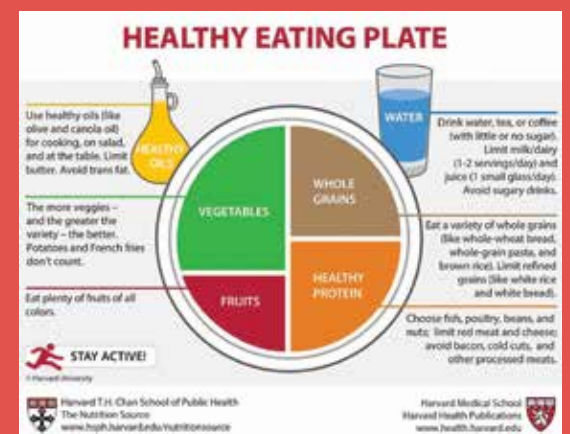 HEALTHY EATING PLATE
Use healthy oils (like
olive and canola oil)
for cooking, on salad,
and at the table. Limit
butter. Avoid trans fat.
HEALTHY
OILS
The more veggies –
and the greater the
variety – the better.
Potatoes and French fries
don't count.
Eat plenty of fruits of all
colors.
STAY ACTIVE!
© Harvard University
VEGETABLES
FRUITS
WHOLE
GRAINS
HEALTHY
PROTEIN
WATER
Drink water, tea, or coffee
(with little or no sugar).
Limit milk/dairy
(1-2 servings/day) and
juice (1 small glass/day).
Avoid sugary drinks.
Eat a variety of whole grains
(like whole-wheat bread,
whole-grain pasta, and
brown rice). Limit refined
grains (like white rice
and white bread).
Choose fish, poultry, beans, and
nuts; limit red meat and cheese;
avoid bacon, cold cuts, and
other processed meats.
Harvard T.H. Chan School of Public Health
The Nutrition Source
www.hsph.harvard.edu/nutritionsource
Harvard Medical School
Harvard Health Publications
www.health.harvard.edu